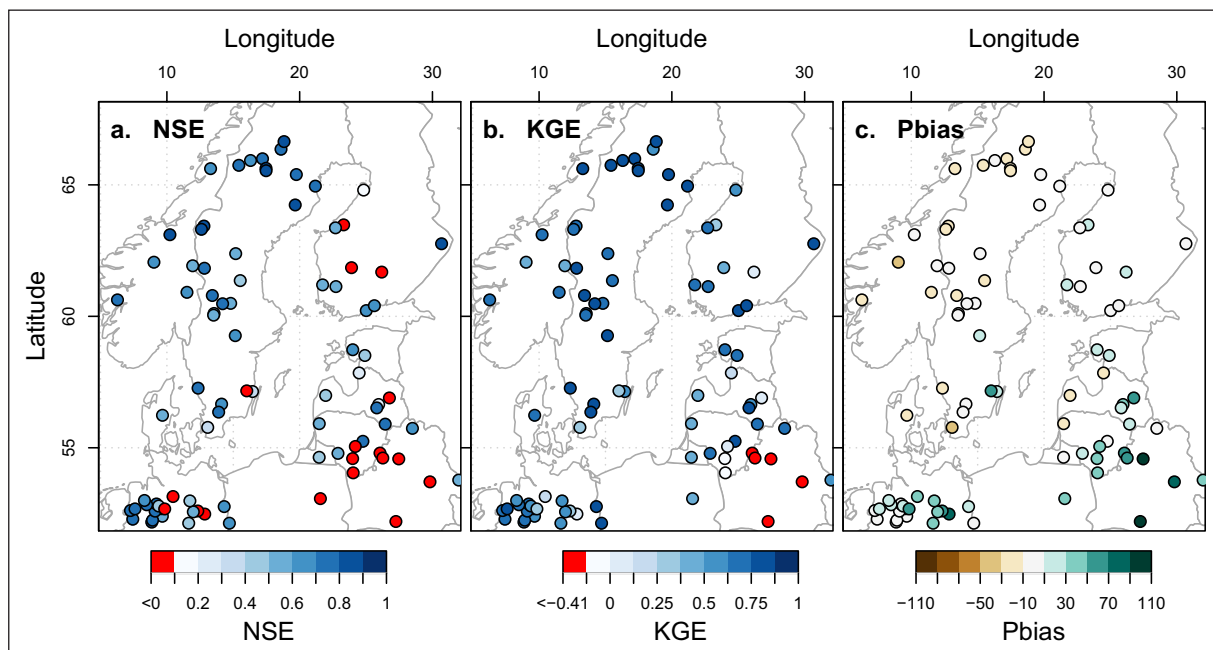 Longitude Longitude Longitude
10 20 30 10 20 30 10 20 30
a. NSE b. KGE c. Pbias
Latitude
65
60
55
<0 0.2 0.4 0.6 0.8 1 <−0.41 0 0.25 0.5 0.75 1 −110 −50 −10 30 70 110
NSE KGE Pbias